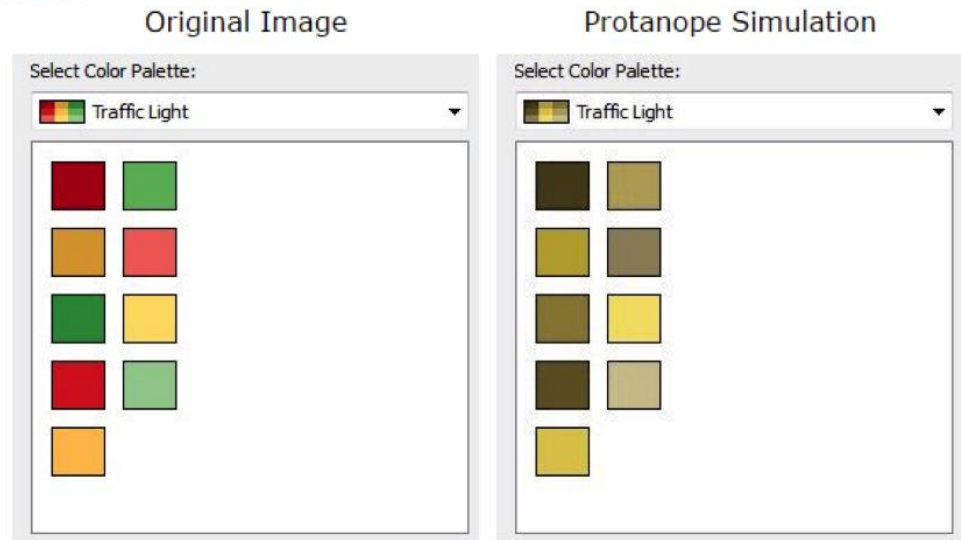 Original Image
Protanope Simulation
Select Color Palette:
Traffic Light
Select Color Palette:
Traffic Light